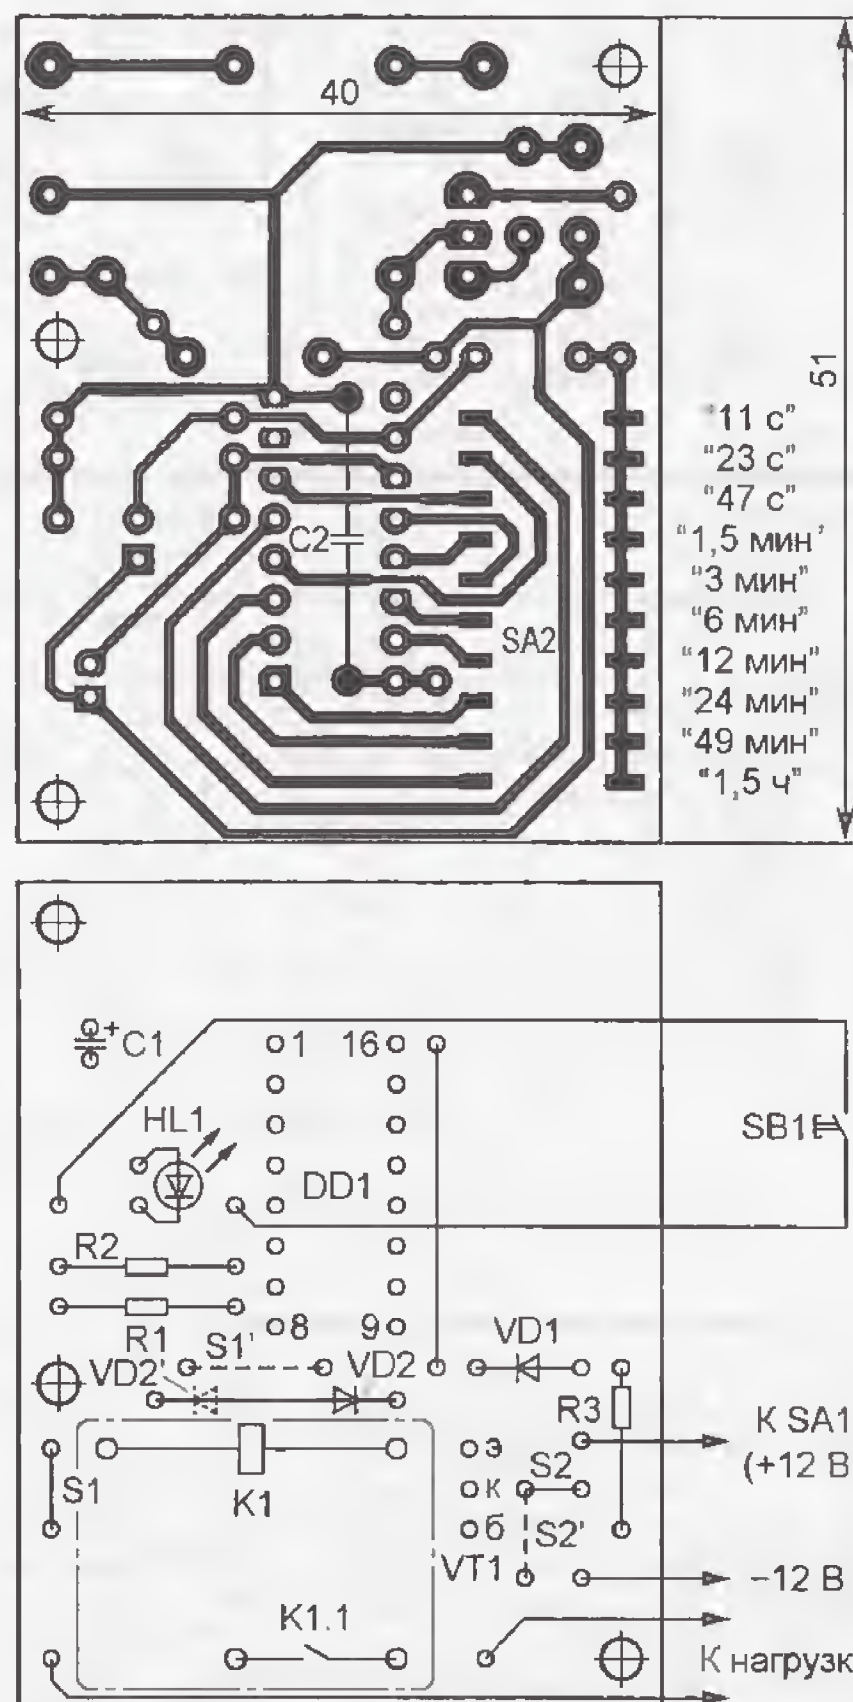 40
51
"11 с"
"23 с"
"47 с"
"1,5 мин"
"3 мин"
"6 мин"
"12 мин"
"24 мин"
"49 мин"
"1,5 ч"
C2
SA2
+ C1
1 16
HL1
DD1
SB1
R2
R1
8 9
S1'
VD2
VD2
VD1
R3
К SA1
(+12 В
S1
K1
э
к
б
S2
S2'
VT1
–12 В
K1.1
К нагрузк